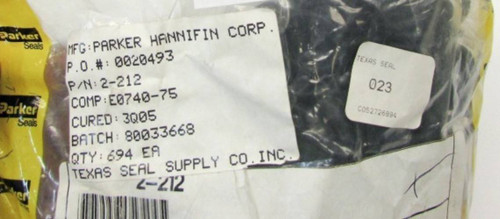 Parker
Seals
MFG:PARKER HANNIFIN CORP.
P.O.#: 0020493
P/N:2-212
COMP:E0740-75
CURED:3Q05
BATCH:80033668
QTY:694 EA
TEXAS SEAL SUPPLY CO.INC.
2-212
TEXAS SEAL
023
Parker
Seals